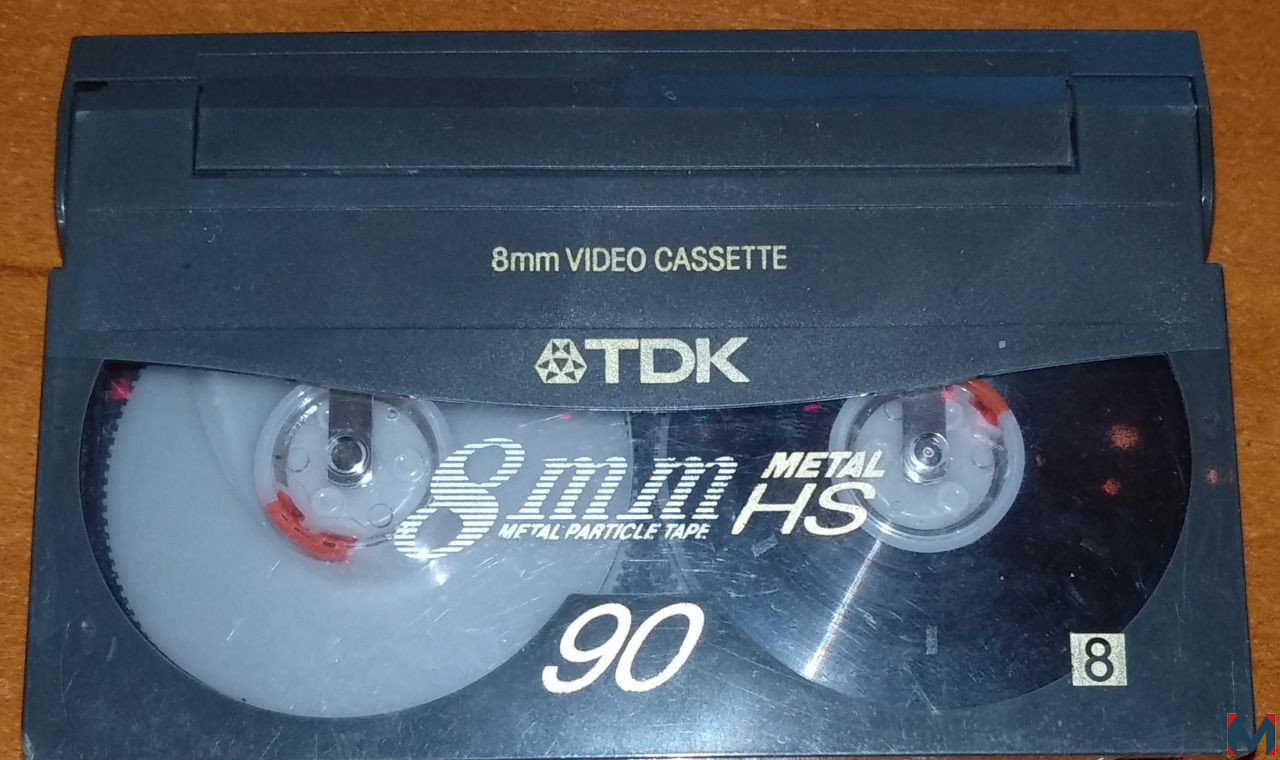 8mm VIDEO CASSETTE
TDK
8mm METAL HS
METAL PARTICLE TAPE
90
8
M